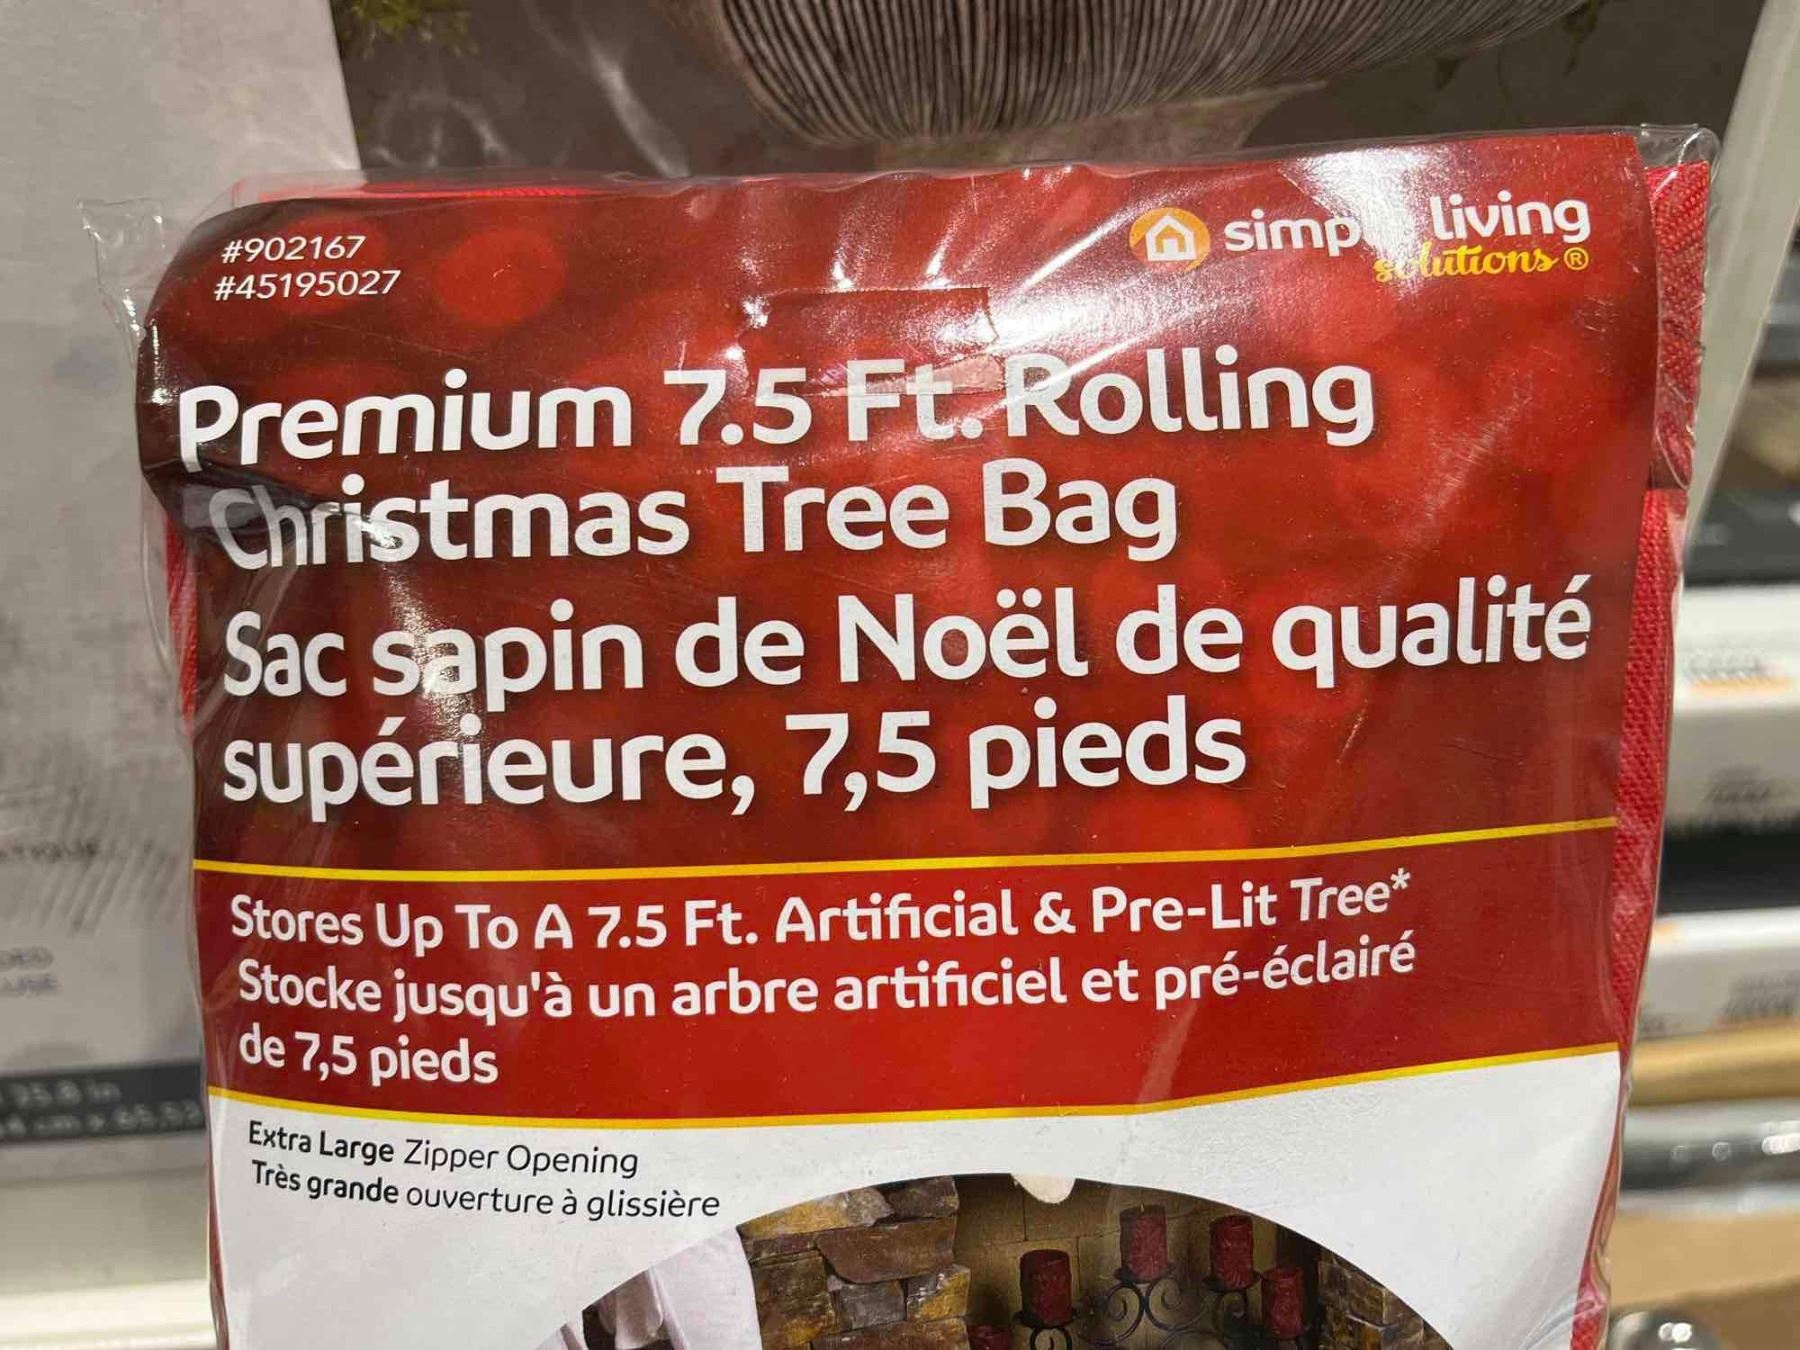 #902167
#45195027
simple living
solutions ®
Premium 7.5 Ft. Rolling
Christmas Tree Bag
Sac sapin de Noël de qualité
supérieure, 7,5 pieds
Stores Up To A 7.5 Ft. Artificial & Pre-Lit Tree*
Stocke jusqu'à un arbre artificiel et pré-éclairé
de 7,5 pieds
Extra Large Zipper Opening
Très grande ouverture à glissière